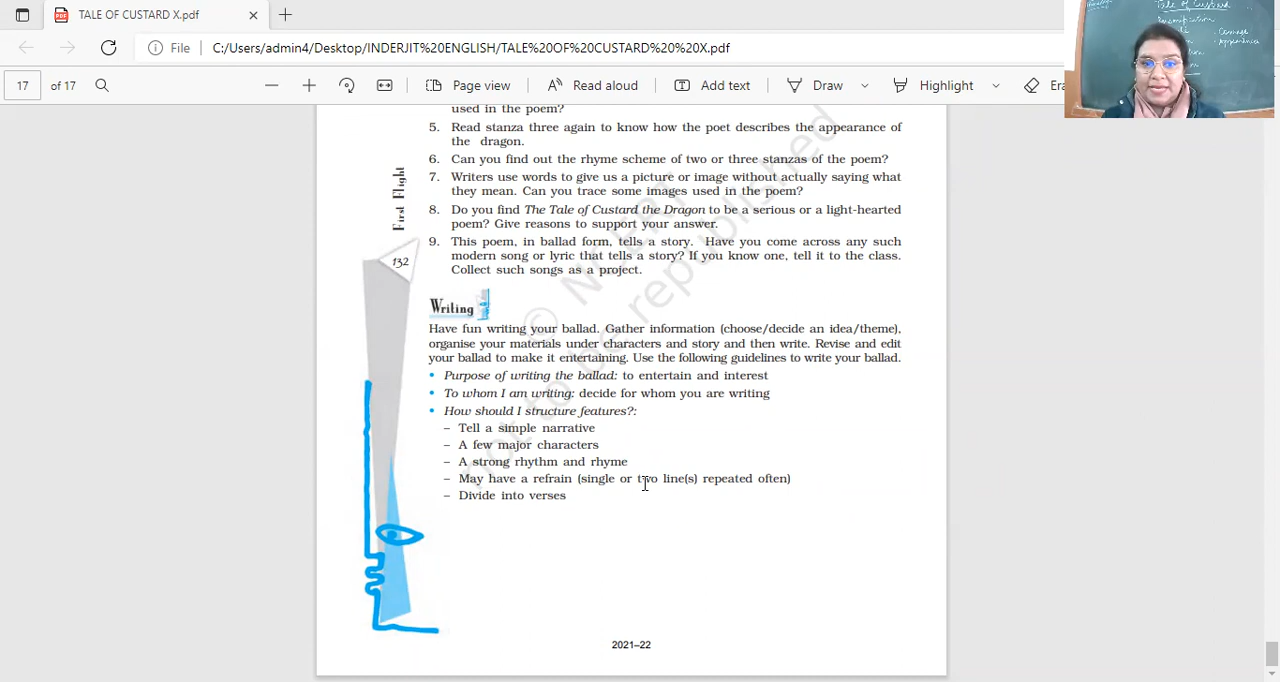 TALE OF CUSTARD X.pdf
File
C:/Users/admin4/Desktop/INDERJIT%20ENGLISH/TALE%20OF%20CUSTARD%20%20X.pdf
17 of 17
Page view
Read aloud
Add text
Draw
Highlight
Era
used in the poem?
5. Read stanza three again to know how the poet describes the appearance of
the dragon.
6. Can you find out the rhyme scheme of two or three stanzas of the poem?
7. Writers use words to give us a picture or image without actually saying what
they mean. Can you trace some images used in the poem?
8. Do you find The Tale of Custard the Dragon to be a serious or a light-hearted
poem? Give reasons to support your answer.
9. This poem, in ballad form, tells a story. Have you come across any such
modern song or lyric that tells a story? If you know one, tell it to the class.
Collect such songs as a project.
First Flight
132
Writing
Have fun writing your ballad. Gather information (choose/decide an idea/theme),
organise your materials under characters and story and then write. Revise and edit
your ballad to make it entertaining. Use the following guidelines to write your ballad.
• Purpose of writing the ballad: to entertain and interest
• To whom I am writing: decide for whom you are writing
• How should I structure features?:
– Tell a simple narrative
– A few major characters
– A strong rhythm and rhyme
– May have a refrain (single or two line(s) repeated often)
– Divide into verses
© NCERT
not to be republished
2021–22
Tale of Custard